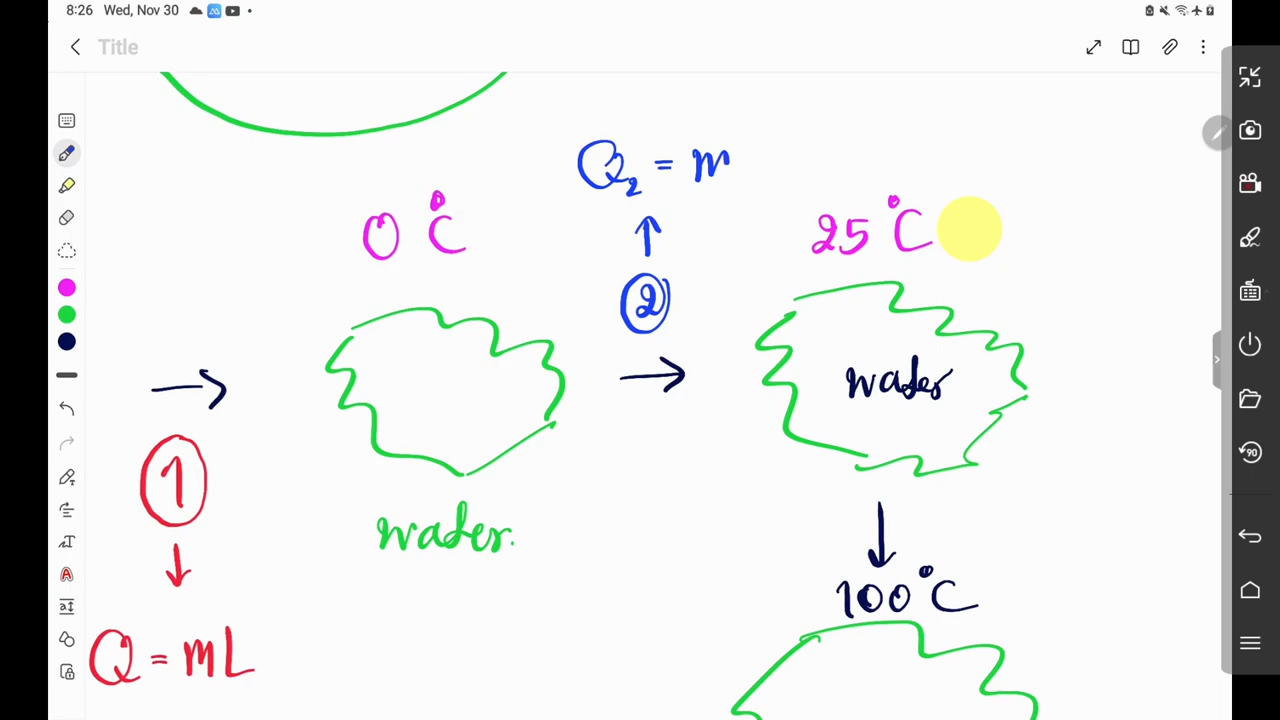 8:26 Wed, Nov 30
Title
Q₂ = m
0 °C
25 °C
2
water
1
water.
100 °C
Q = mL